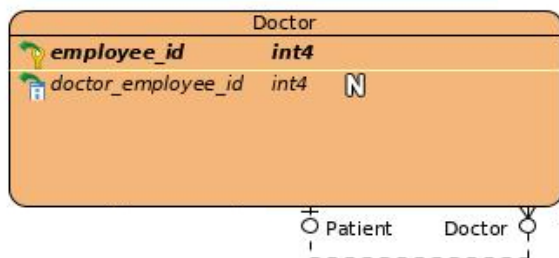 Doctor
employee_id int4
doctor_employee_id int4 N
Patient Doctor